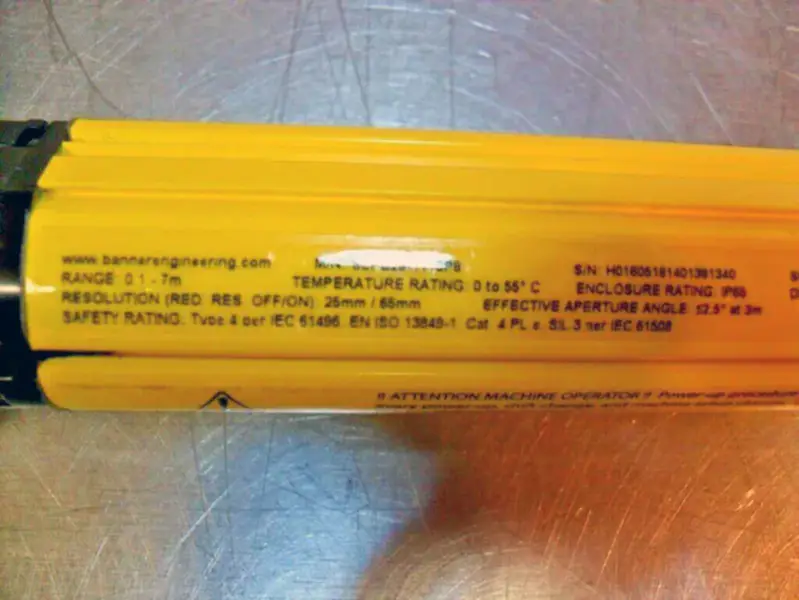 www.bannerengineering.com M/N: S/N: H01605161401391340
RANGE: 0.1 - 7m TEMPERATURE RATING: 0 to 55° C ENCLOSURE RATING: IP65
RESOLUTION (RED. RES. OFF/ON): 25mm / 65mm EFFECTIVE APERTURE ANGLE: ≤2.5° at 3m
SAFETY RATING: Type 4 per IEC 61496. EN ISO 13849-1 Cat. 4 PL e. SIL 3 per IEC 61508
!! ATTENTION MACHINE OPERATOR !! Power-up procedure